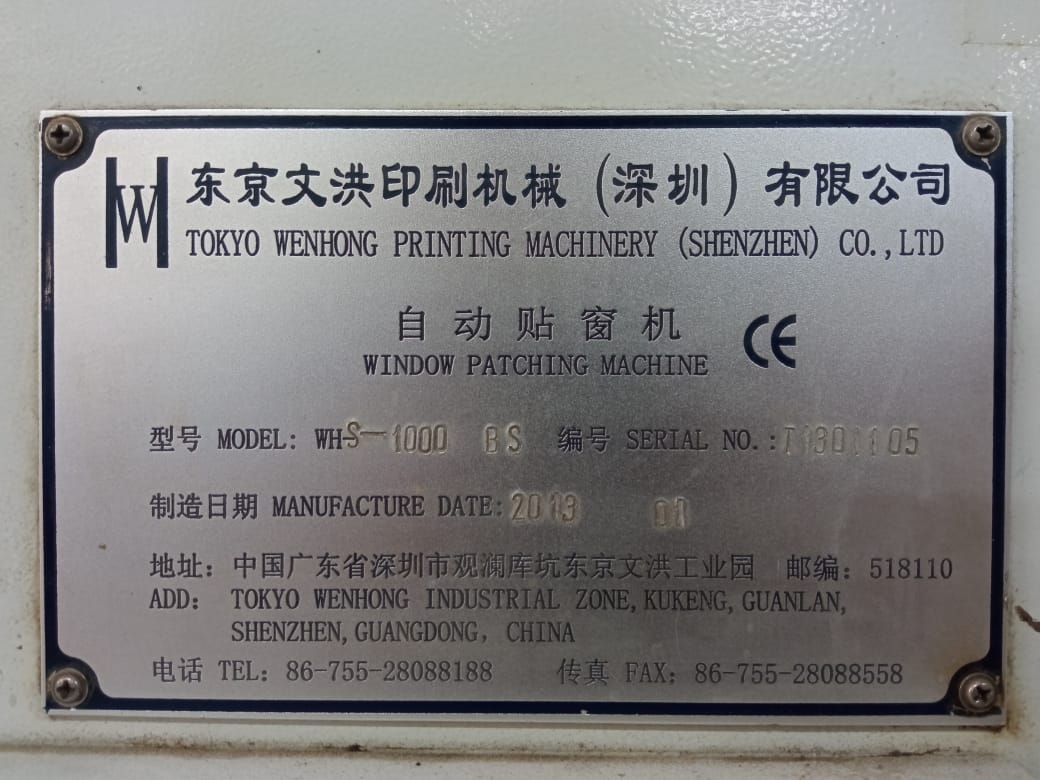 东京文洪印刷机械（深圳）有限公司
TOKYO WENHONG PRINTING MACHINERY (SHENZHEN) CO.,LTD
自动贴窗机
WINDOW PATCHING MACHINE
CE
型号 MODEL: WH-S-1000 BS 编号 SERIAL NO.:T1301105
制造日期 MANUFACTURE DATE:2013 01
地址：中国广东省深圳市观澜库坑东京文洪工业园 邮编：518110
ADD: TOKYO WENHONG INDUSTRIAL ZONE,KUKENG,GUANLAN,
SHENZHEN,GUANGDONG, CHINA
电话 TEL: 86-755-28088188 传真 FAX: 86-755-28088558